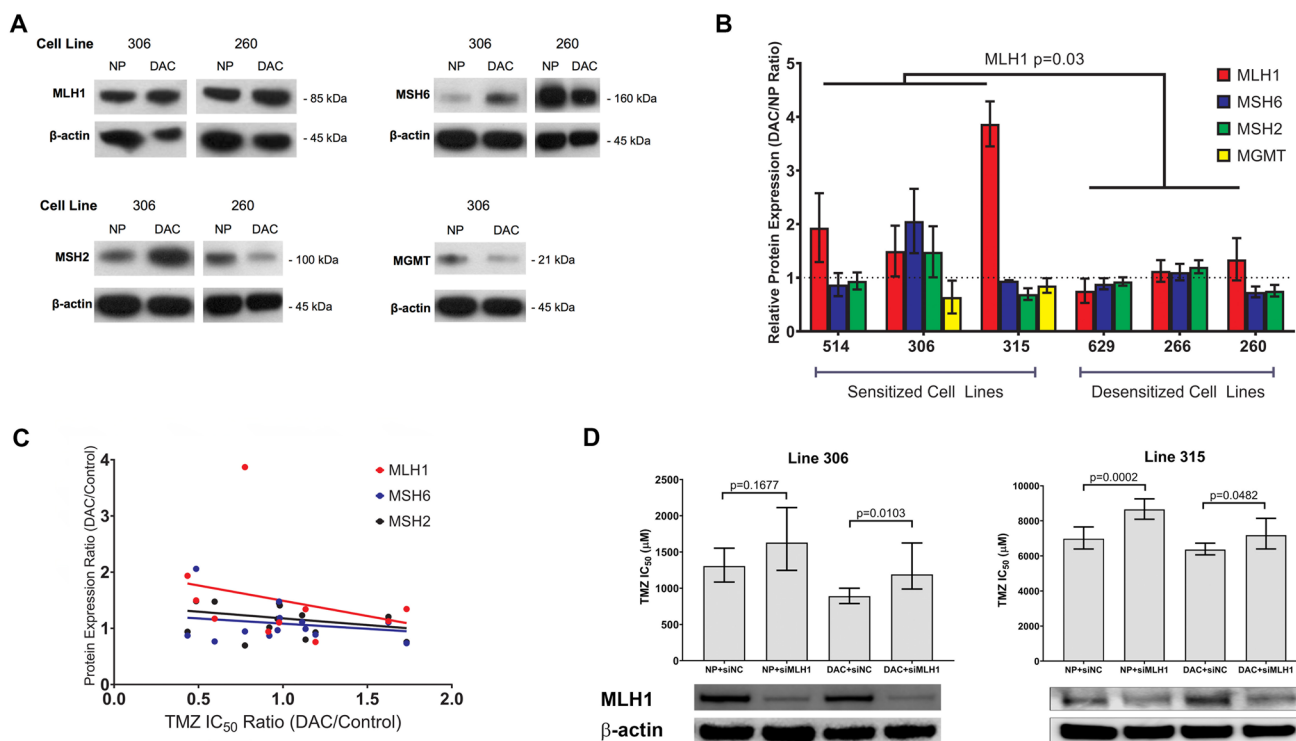 A
Cell Line 306 260
NP DAC NP DAC
MLH1 - 85 kDa
β-actin - 45 kDa
306 260
NP DAC NP DAC
MSH6 - 160 kDa
β-actin - 45 kDa
Cell Line 306 260
NP DAC NP DAC
MSH2 - 100 kDa
β-actin - 45 kDa
306
NP DAC
MGMT - 21 kDa
β-actin - 45 kDa
B
Relative Protein Expression (DAC/NP Ratio)
5
4
3
2
1
0
MLH1 p=0.03
MLH1
MSH6
MSH2
MGMT
514 306 315 629 266 260
Sensitized Cell Lines Desensitized Cell Lines
C
Protein Expression Ratio (DAC/Control)
4
3
2
1
0
0.0 0.5 1.0 1.5 2.0
TMZ IC50 Ratio (DAC/Control)
MLH1
MSH6
MSH2
D
Line 306
TMZ IC50 (μM)
2500
2000
1500
1000
500
0
p=0.1677
p=0.0103
NP+siNC NP+siMLH1 DAC+siNC DAC+siMLH1
MLH1
β-actin
Line 315
TMZ IC50 (μM)
10000
8000
6000
4000
2000
0
p=0.0002
p=0.0482
NP+siNC NP+siMLH1 DAC+siNC DAC+siMLH1